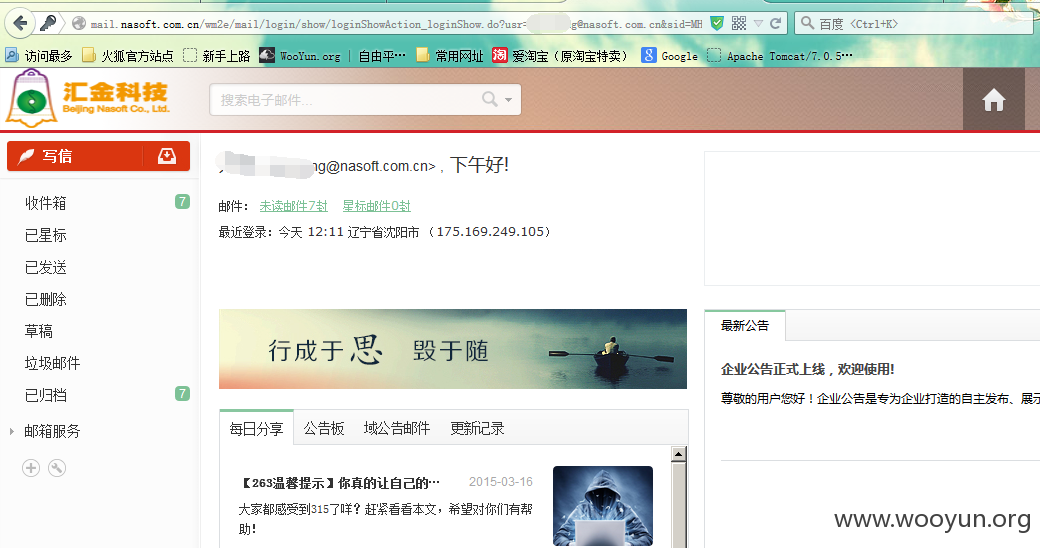 mail.nasoft.com.cn/wm2e/mail/login/show/loginShowAction_loginShow.do?usr= g@nasoft.com.cn&sid=MH
百度 <Ctrl+K>
访问最多 火狐官方站点 新手上路 WooYun.org | 自由平… 常用网址 爱淘宝（原淘宝特卖） Google Apache Tomcat/7.0.5…
汇金科技
Beijing Nasoft Co., Ltd.
搜索电子邮件...
写信
ng@nasoft.com.cn>，下午好!
收件箱 7
已星标
已发送
已删除
草稿
垃圾邮件
已归档 7
邮箱服务
邮件： 未读邮件7封 星标邮件0封
最近登录：今天 12:11 辽宁省沈阳市 （175.169.249.105）
行成于思 毁于随
每日分享 公告板 域公告邮件 更新记录
【263温馨提示】你真的让自己的… 2015-03-16
大家都感受到315了咩？赶紧看看本文，希望对你们有帮
助！
最新公告
企业公告正式上线，欢迎使用!
尊敬的用户您好！企业公告是专为企业打造的自主发布、展示
www.wooyun.org